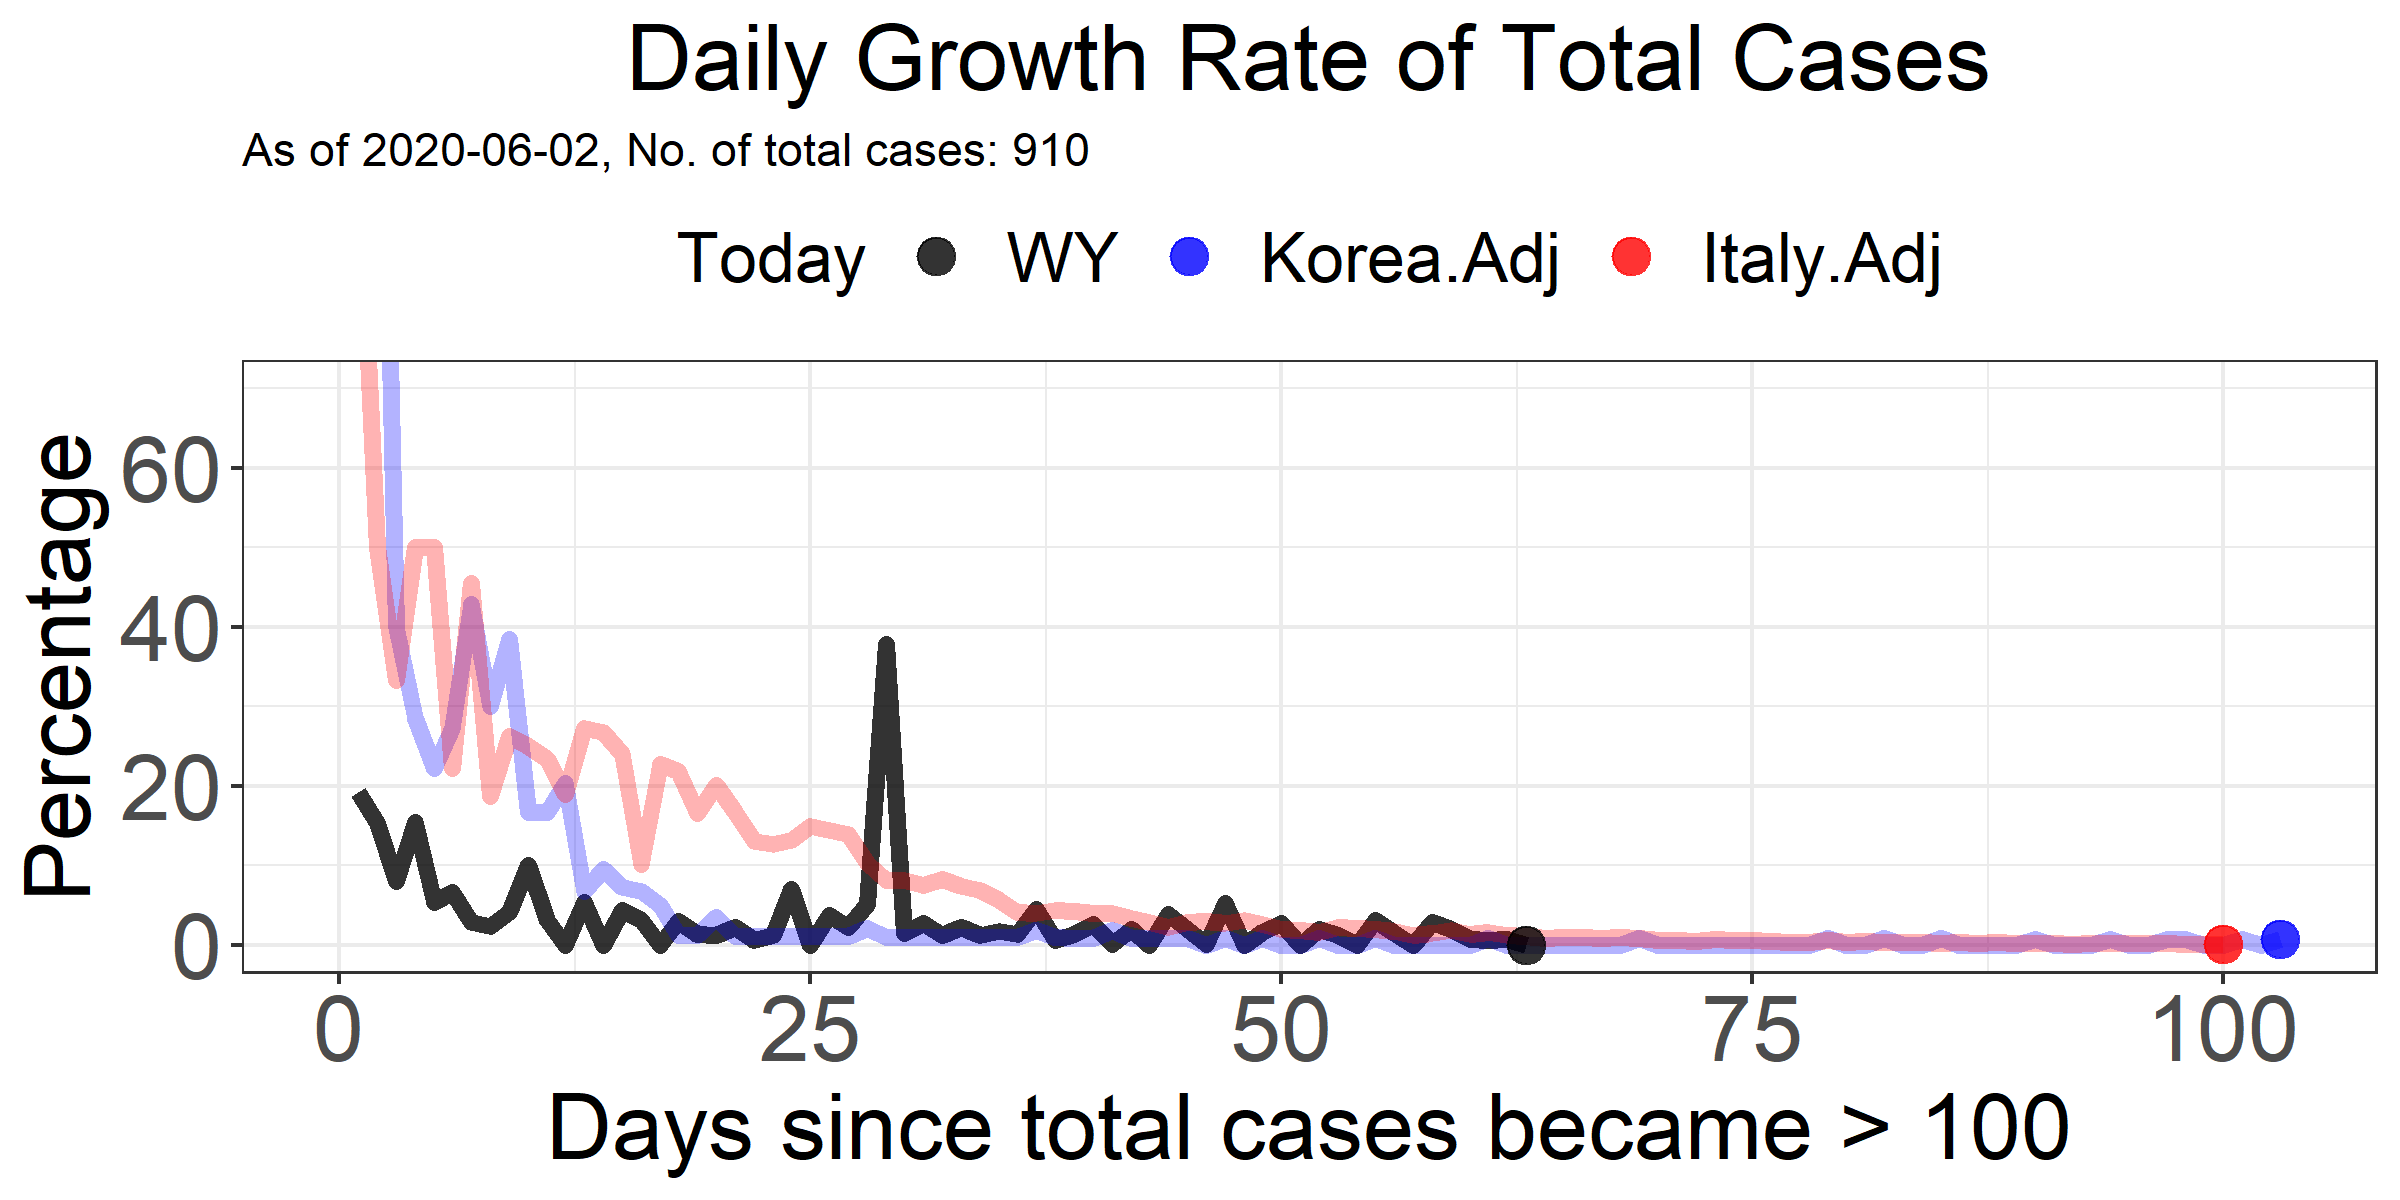 Daily Growth Rate of Total Cases
As of 2020-06-02, No. of total cases: 910
Today WY Korea.Adj Italy.Adj
Percentage
60
40
20
0
0 25 50 75 100
Days since total cases became > 100